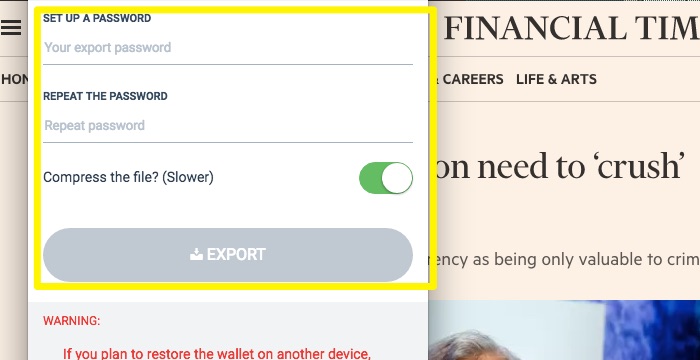 SET UP A PASSWORD
Your export password
REPEAT THE PASSWORD
Repeat password
Compress the file? (Slower)
EXPORT
WARNING:
If you plan to restore the wallet on another device,
FINANCIAL TIM
HON
& CAREERS LIFE & ARTS
on need to ‘crush’
ency as being only valuable to crim